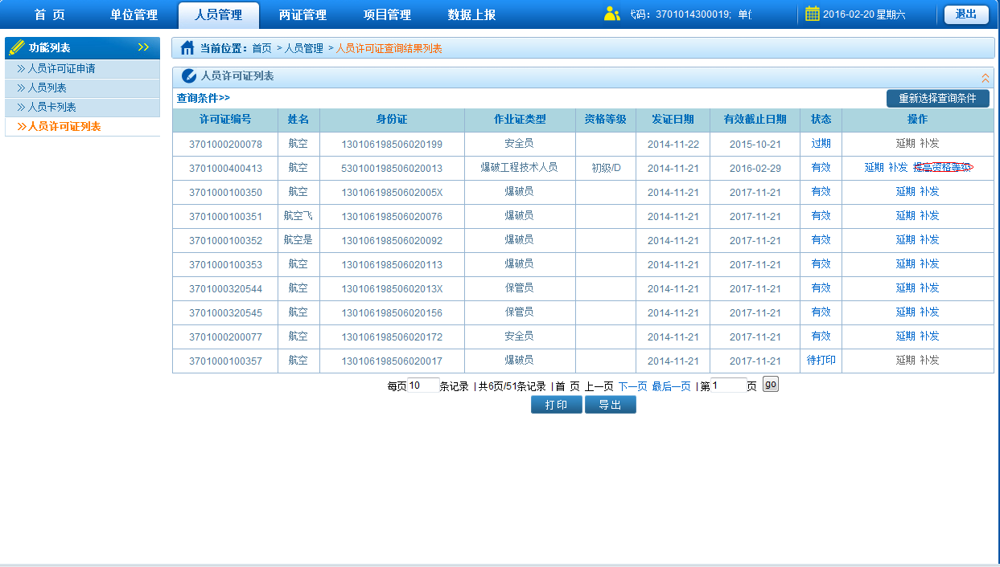 首 页 单位管理 人员管理 两证管理 项目管理 数据上报 代码：3701014300019; 单位 2016-02-20 星期六 退出
功能列表 >>
>> 人员许可证申请
>> 人员列表
>> 人员卡列表
>> 人员许可证列表
当前位置：首页 > 人员管理 > 人员许可证查询结果列表
人员许可证列表
查询条件>> 重新选择查询条件
许可证编号 姓名 身份证 作业证类型 资格等级 发证日期 有效截止日期 状态 操作
3701000200078 航空 130106198506020199 安全员 2014-11-22 2015-10-21 过期 延期 补发
3701000400413 航空 530100198506020013 爆破工程技术人员 初级/D 2014-11-21 2016-02-29 有效 延期 补发 提高资格等级
3701000100350 航空 13010619850602005X 爆破员 2014-11-21 2017-11-21 有效 延期 补发
3701000100351 航空飞 130106198506020076 爆破员 2014-11-21 2017-11-21 有效 延期 补发
3701000100352 航空是 130106198506020092 爆破员 2014-11-21 2017-11-21 有效 延期 补发
3701000100353 航空 130106198506020113 爆破员 2014-11-21 2017-11-21 有效 延期 补发
3701000320544 航空 13010619850602013X 保管员 2014-11-21 2017-11-21 有效 延期 补发
3701000320545 航空 130106198506020156 保管员 2014-11-21 2017-11-21 有效 延期 补发
3701000200077 航空 130106198506020172 安全员 2014-11-21 2017-11-21 有效 延期 补发
3701000100357 航空 130106198506020017 爆破员 2014-11-21 2017-11-21 待打印 延期 补发
每页 10 条记录 | 共6页/51条记录 | 首 页 上一页 下一页 最后一页 | 第 1 页 go
打印 导出